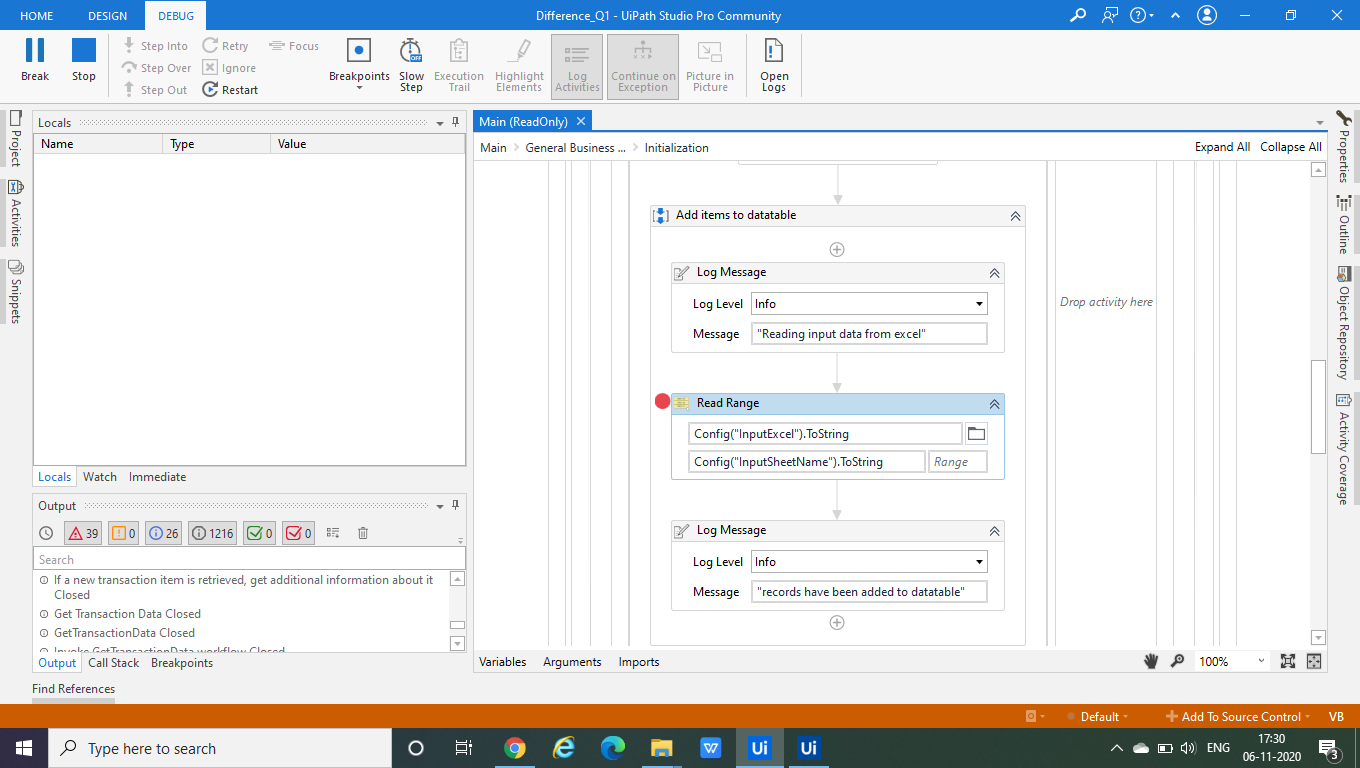 HOME DESIGN DEBUG Difference_Q1 - UiPath Studio Pro Community
Break
Stop
Step Into
Step Over
Step Out
Retry
Ignore
Restart
Focus
Breakpoints
Slow
Step
Execution
Trail
Highlight
Elements
Log
Activities
Continue on
Exception
Picture in
Picture
Open
Logs
Project
Activities
Snippets
Locals
Name Type Value
Locals Watch Immediate
Output
39 0 26 1216 0 0
Search
If a new transaction item is retrieved, get additional information about it
Closed
Get Transaction Data Closed
GetTransactionData Closed
Invoke GetTransactionData workflow Closed
Output Call Stack Breakpoints
Find References
Main (ReadOnly)
Main General Business ... Initialization
Expand All Collapse All
Add items to datatable
Log Message
Log Level Info
Message "Reading input data from excel"
Read Range
Config("InputExcel").ToString
Config("InputSheetName").ToString Range
Log Message
Log Level Info
Message "records have been added to datatable"
Drop activity here
Variables Arguments Imports
100%
Properties
Outline
Object Repository
Activity Coverage
Default Add To Source Control VB
Type here to search
Ui
Ui
ENG
17:30
06-11-2020
3